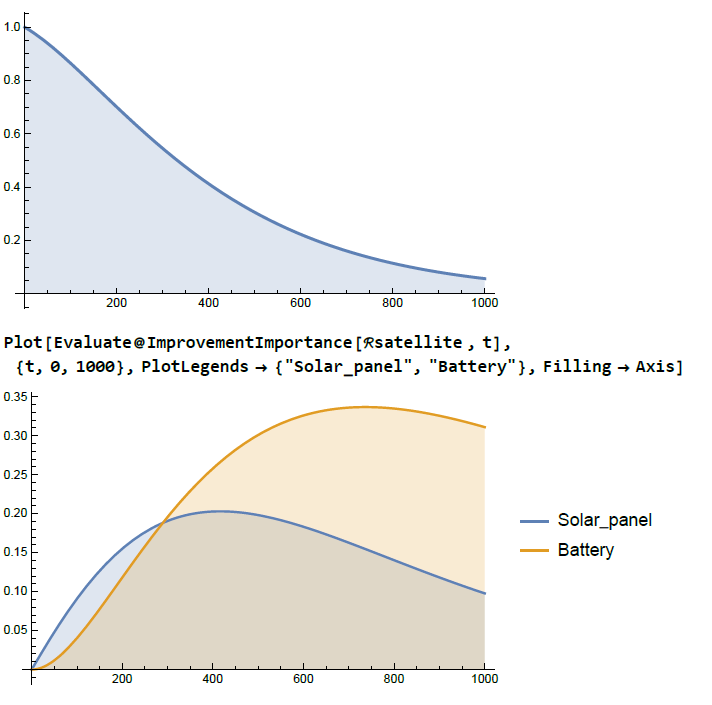 1.0
0.8
0.6
0.4
0.2
200 400 600 800 1000
Plot[Evaluate@ImprovementImportance[ℛsatellite, t],
{t, 0, 1000}, PlotLegends → {"Solar_panel", "Battery"}, Filling → Axis]
0.35
0.30
0.25
0.20
0.15
0.10
0.05
200 400 600 800 1000
Solar_panel
Battery